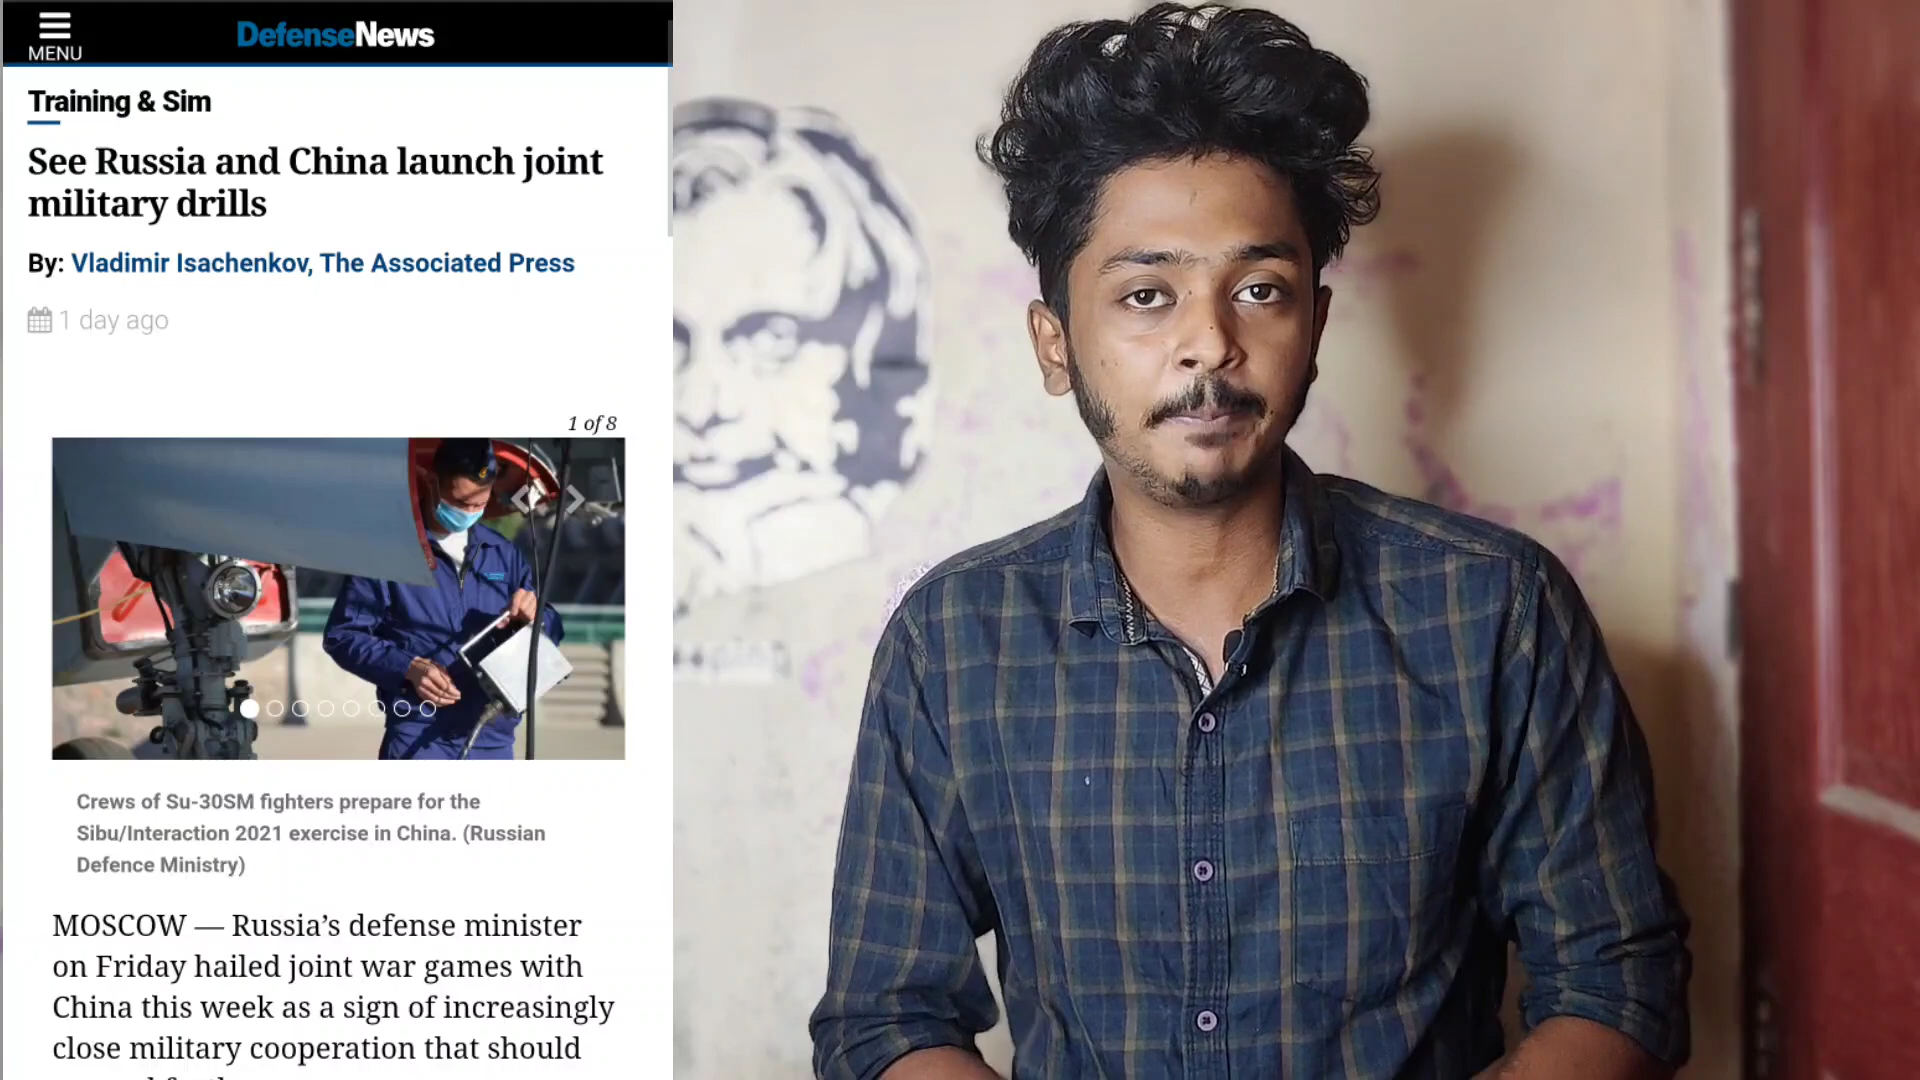 MENU
DefenseNews
Training & Sim
See Russia and China launch joint
military drills
By: Vladimir Isachenkov, The Associated Press
1 day ago
1 of 8
Crews of Su-30SM fighters prepare for the
Sibu/Interaction 2021 exercise in China. (Russian
Defence Ministry)
MOSCOW — Russia’s defense minister
on Friday hailed joint war games with
China this week as a sign of increasingly
close military cooperation that should